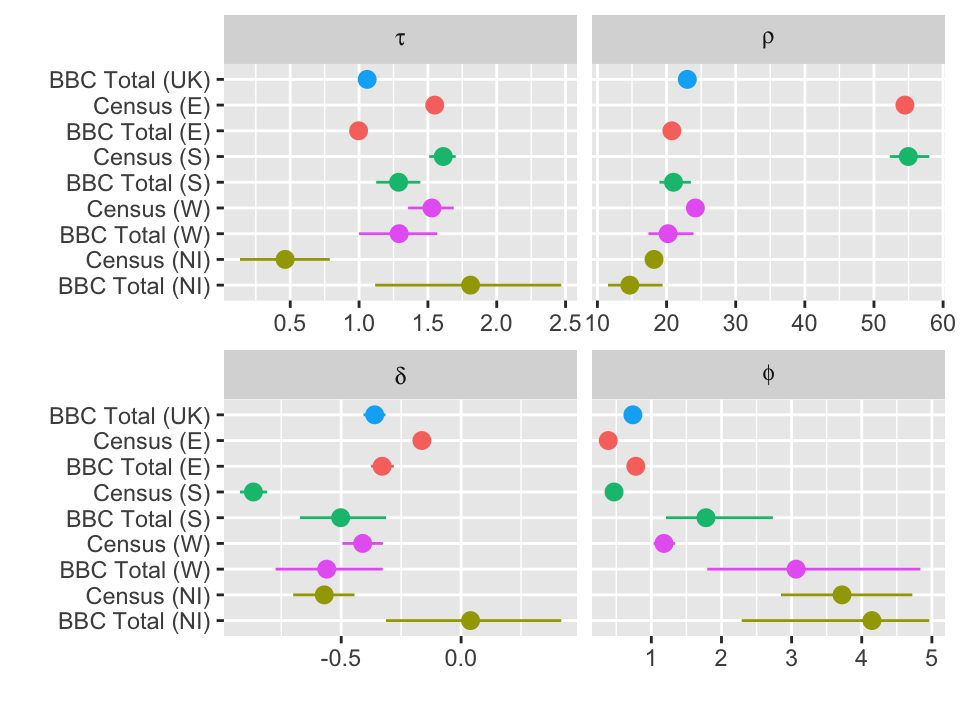 τ ρ
BBC Total (UK)
Census (E)
BBC Total (E)
Census (S)
BBC Total (S)
Census (W)
BBC Total (W)
Census (NI)
BBC Total (NI)
0.5 1.0 1.5 2.0 2.5 10 20 30 40 50 60
δ ϕ
BBC Total (UK)
Census (E)
BBC Total (E)
Census (S)
BBC Total (S)
Census (W)
BBC Total (W)
Census (NI)
BBC Total (NI)
-0.5 0.0 1 2 3 4 5